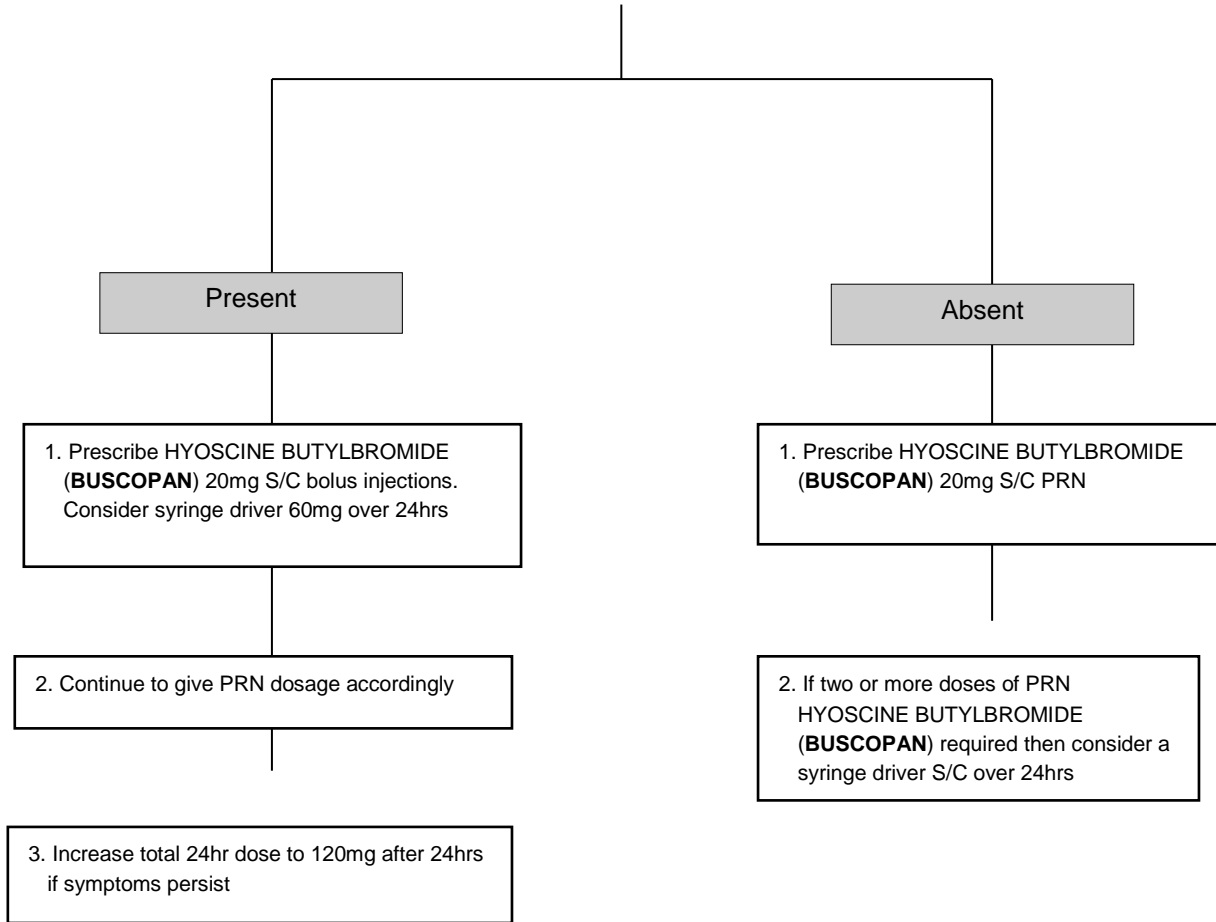 Present
1. Prescribe HYOSCINE BUTYLBROMIDE
(BUSCOPAN) 20mg S/C bolus injections.
Consider syringe driver 60mg over 24hrs
2. Continue to give PRN dosage accordingly
3. Increase total 24hr dose to 120mg after 24hrs
if symptoms persist
Absent
1. Prescribe HYOSCINE BUTYLBROMIDE
(BUSCOPAN) 20mg S/C PRN
2. If two or more doses of PRN
HYOSCINE BUTYLBROMIDE
(BUSCOPAN) required then consider a
syringe driver S/C over 24hrs